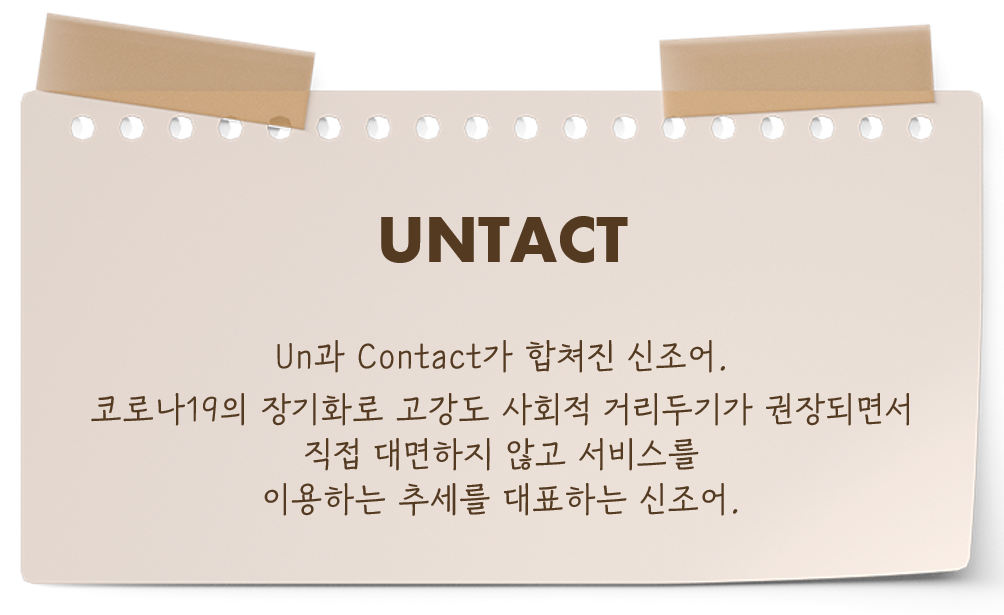 UNTACT
Un과 Contact가 합쳐진 신조어.
코로나19의 장기화로 고강도 사회적 거리두기가 권장되면서
직접 대면하지 않고 서비스를
이용하는 추세를 대표하는 신조어.